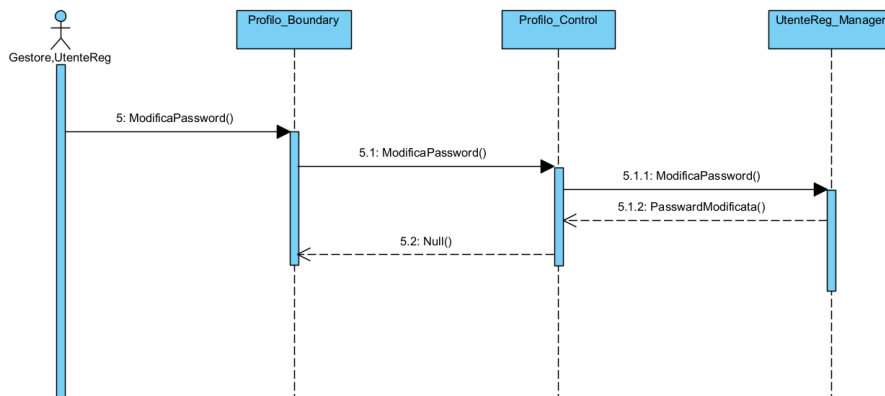 Profilo_Boundary
Profilo_Control
UtenteReg_Manager
Gestore,UtenteReg
5: ModificaPassword()
5.1: ModificaPassword()
5.1.1: ModificaPassword()
5.1.2: PasswardModificata()
5.2: Null()